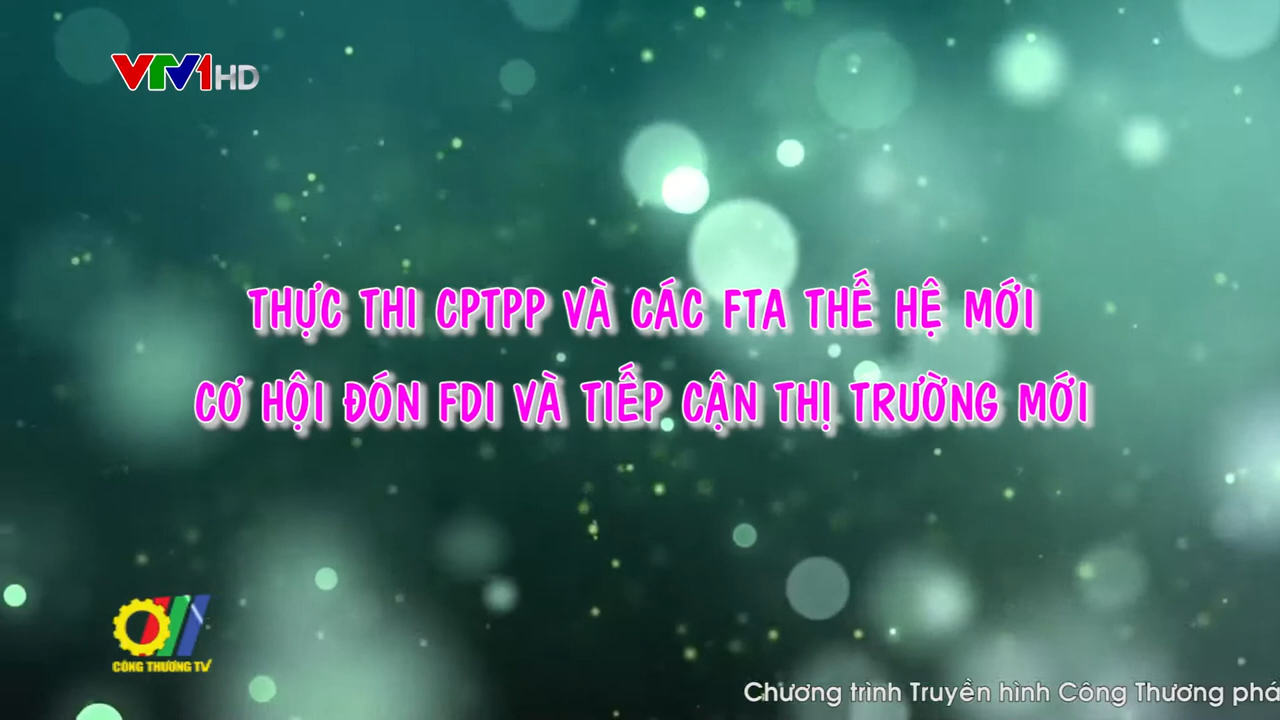 VTV1HD
THỰC THI CPTPP VÀ CÁC FTA THẾ HỆ MỚI
CƠ HỘI ĐÓN FDI VÀ TIẾP CẬN THỊ TRƯỜNG MỚI
CÔNG THƯƠNG TV
Chương trình Truyền hình Công Thương phá